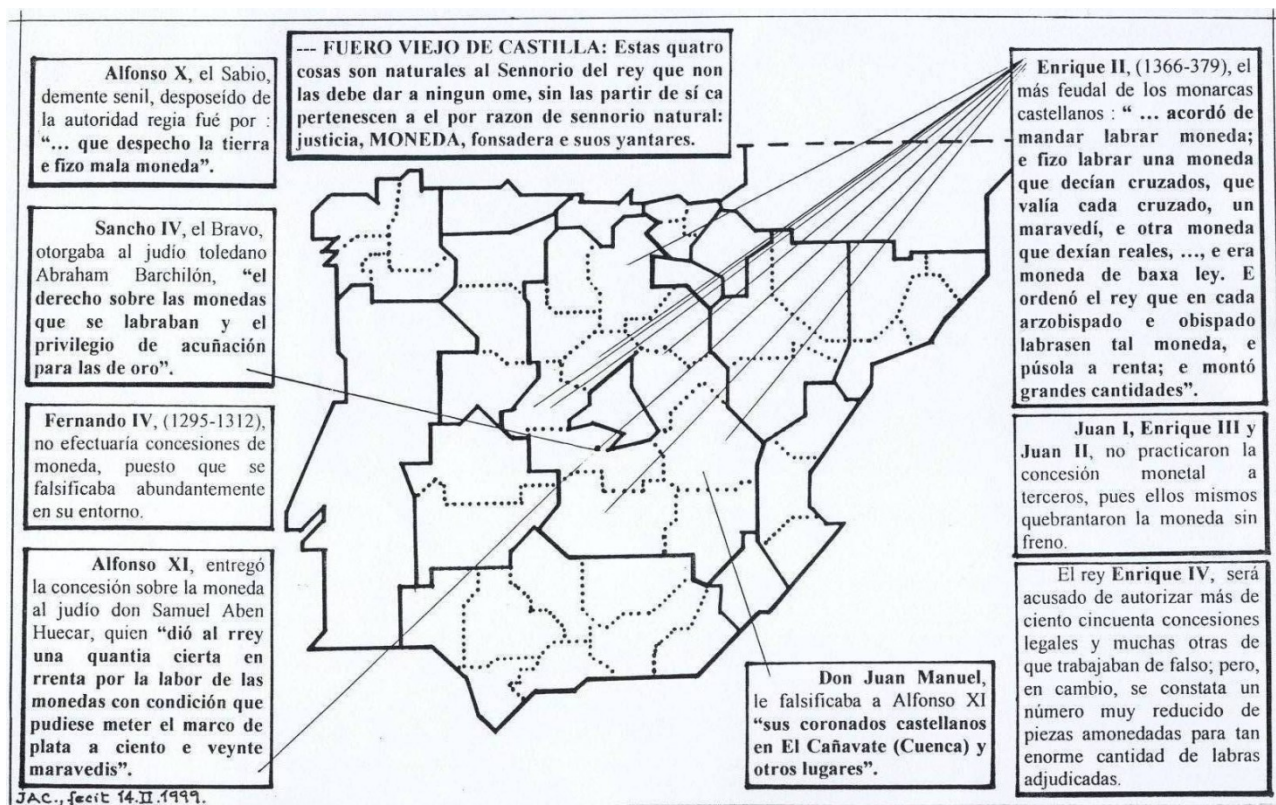 --- FUERO VIEJO DE CASTILLA: Estas quatro
cosas son naturales al Sennorio del rey que non
las debe dar a ningun ome, sin las partir de sí ca
pertenescen a el por razon de sennorio natural:
justicia, MONEDA, fonsadera e suos yantares.
Alfonso X, el Sabio,
demente senil, desposeído de
la autoridad regia fué por :
“... que despecho la tierra
e fizo mala moneda”.
Sancho IV, el Bravo,
otorgaba al judío toledano
Abraham Barchilón, “el
derecho sobre las monedas
que se labraban y el
privilegio de acuñación
para las de oro”.
Fernando IV, (1295-1312),
no efectuaría concesiones de
moneda, puesto que se
falsificaba abundantemente
en su entorno.
Alfonso XI, entregó
la concesión sobre la moneda
al judío don Samuel Aben
Huecar, quien “dió al rrey
una quantia cierta en
rrenta por la labor de las
monedas con condición que
pudiese meter el marco de
plata a ciento e veynte
maravedis”.
Enrique II, (1366-379), el
más feudal de los monarcas
castellanos : “ ... acordó de
mandar labrar moneda;
e fizo labrar una moneda
que decían cruzados, que
valía cada cruzado, un
maravedí, e otra moneda
que dexían reales, ..., e era
moneda de baxa ley. E
ordenó el rey que en cada
arzobispado e obispado
labrasen tal moneda, e
púsola a renta; e montó
grandes cantidades”.
Juan I, Enrique III y
Juan II, no practicaron la
concesión monetal a
terceros, pues ellos mismos
quebrantaron la moneda sin
freno.
El rey Enrique IV, será
acusado de autorizar más de
ciento cincuenta concesiones
legales y muchas otras de
que trabajaban de falso; pero,
en cambio, se constata un
número muy reducido de
piezas amonedadas para tan
enorme cantidad de labras
adjudicadas.
Don Juan Manuel,
le falsificaba a Alfonso XI
“sus coronados castellanos
en El Cañavate (Cuenca) y
otros lugares”.
JAC., fecit 14.II.1999.